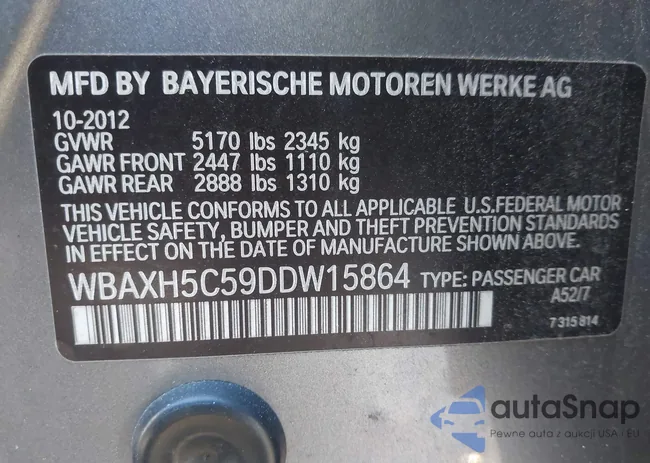 MFD BY BAYERISCHE MOTOREN WERKE AG
10-2012
GVWR 5170 lbs 2345 kg
GAWR FRONT 2447 lbs 1110 kg
GAWR REAR 2888 lbs 1310 kg
THIS VEHICLE CONFORMS TO ALL APPLICABLE U.S.FEDERAL MOTOR
VEHICLE SAFETY, BUMPER AND THEFT PREVENTION STANDARDS
IN EFFECT ON THE DATE OF MANUFACTURE SHOWN ABOVE.
WBAXH5C59DDW15864 TYPE: PASSENGER CAR
A52/7
7 315 814
autaSnap
Pewne auta z aukcji USA i EU